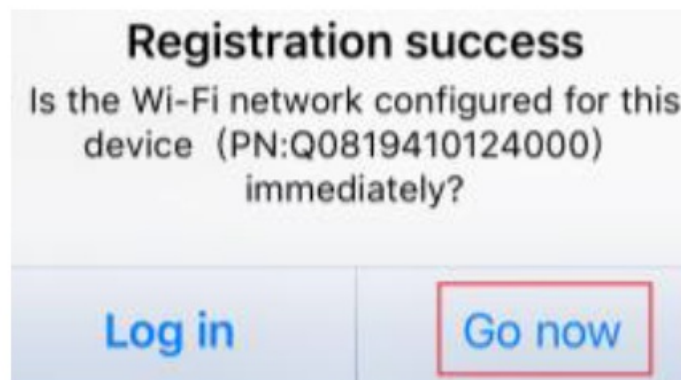 Registration success
Is the Wi-Fi network configured for this
device (PN:Q0819410124000)
immediately?
Log in
Go now